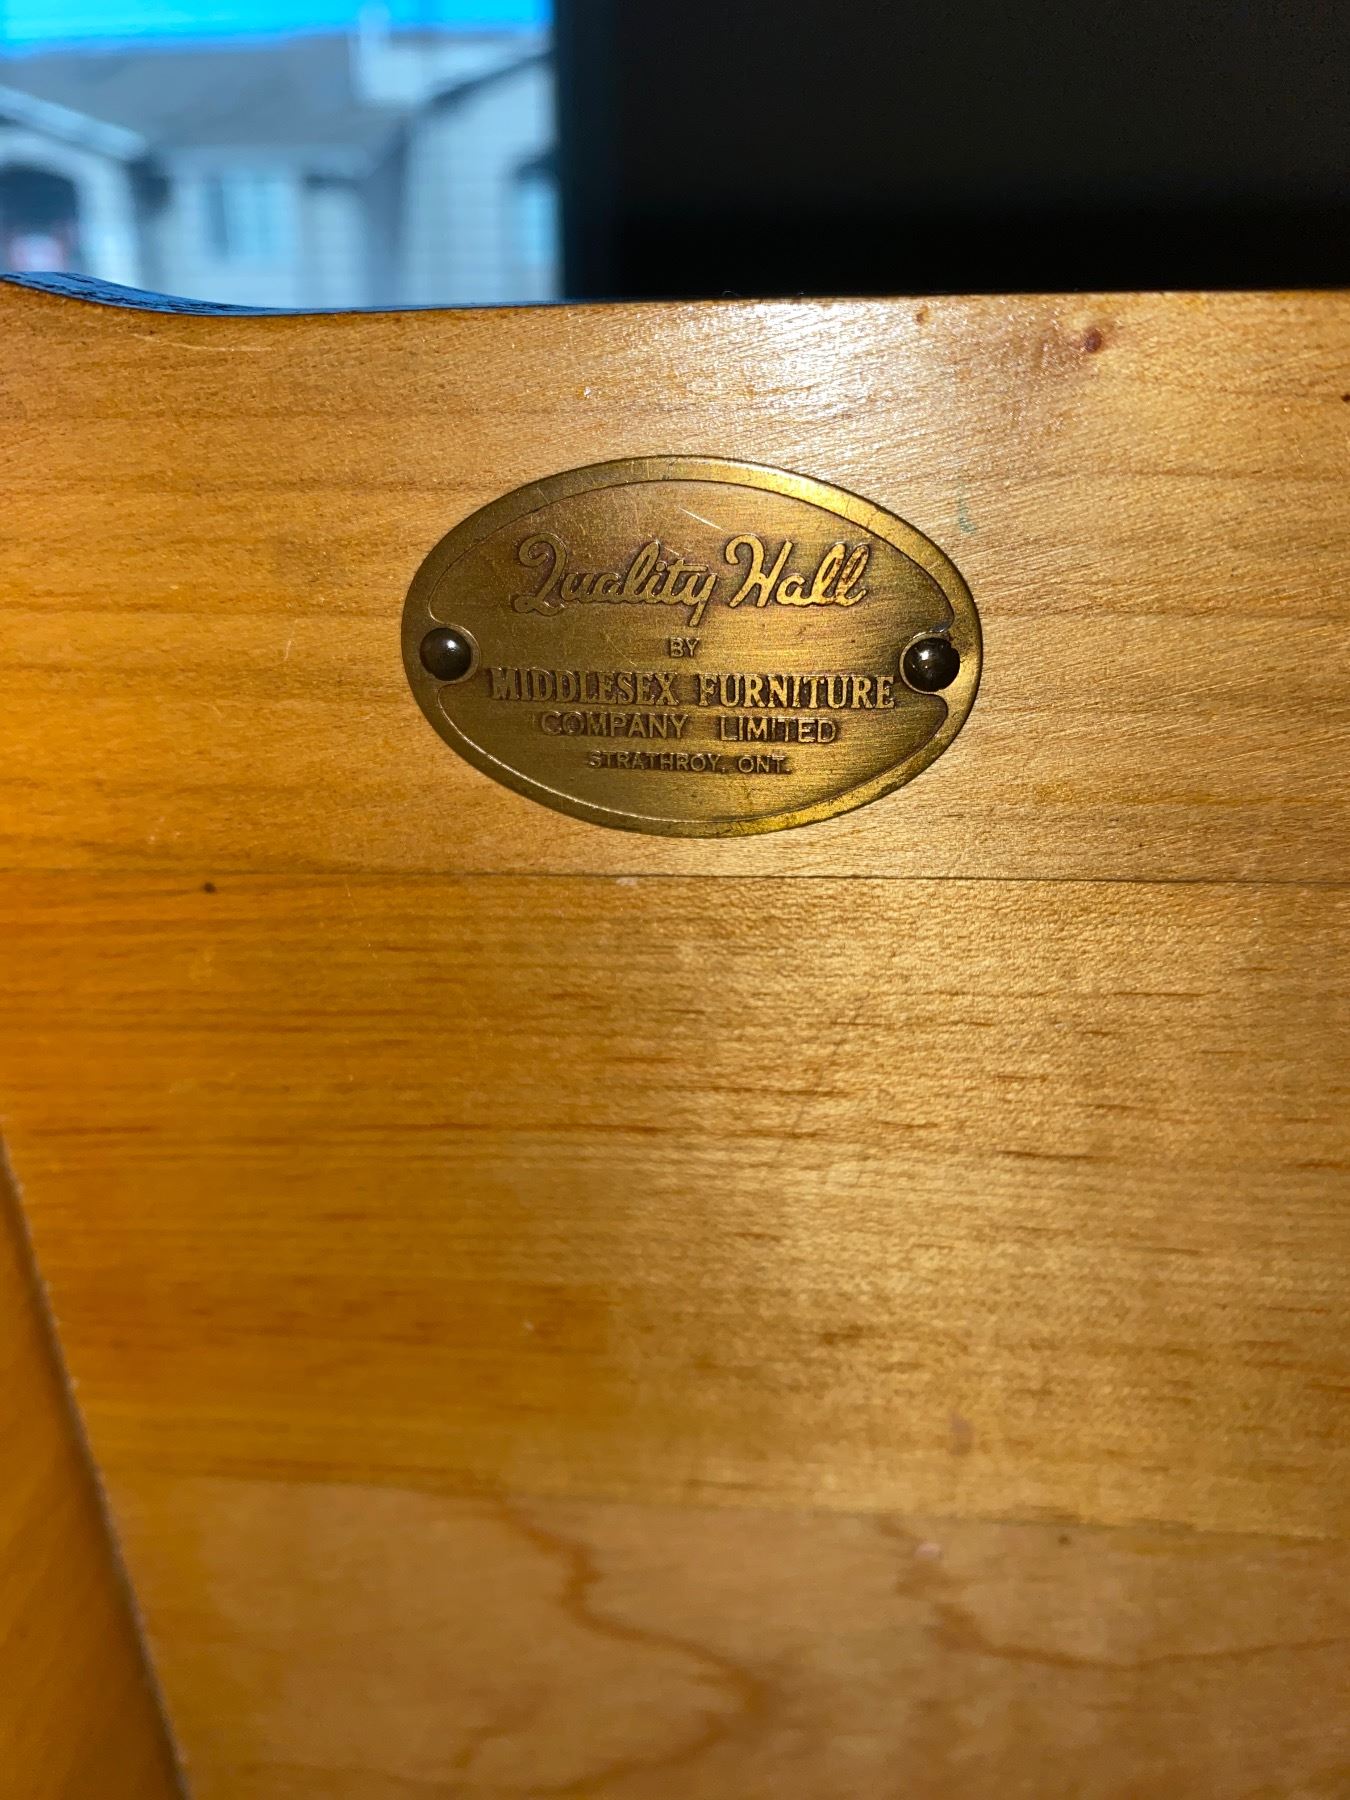 Quality Hall
BY
MIDDLESEX FURNITURE
COMPANY LIMITED
STRATHROY, ONT.